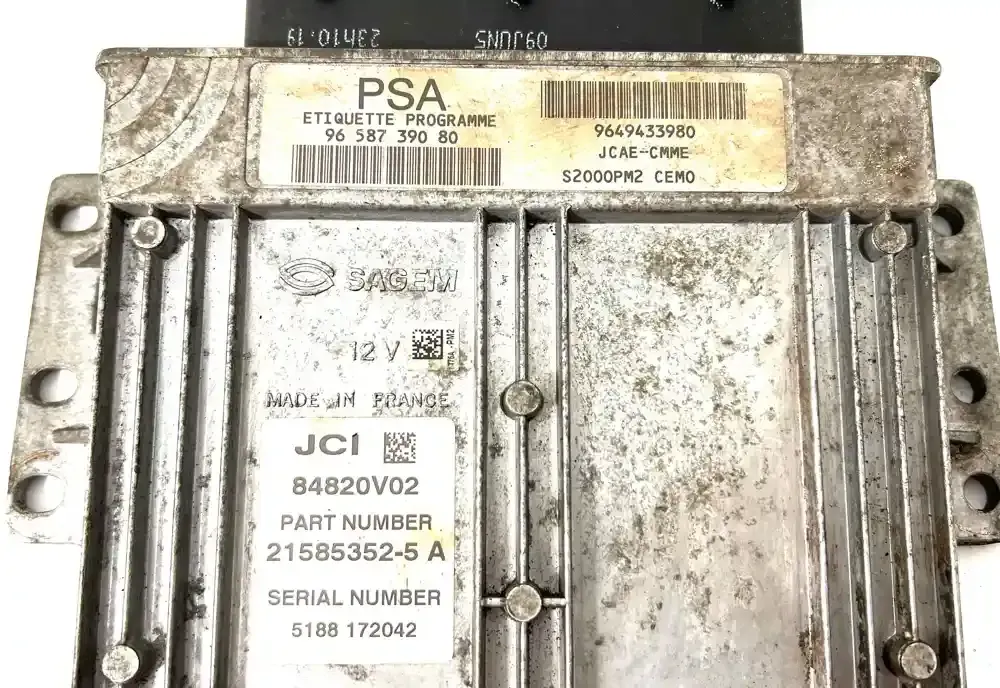 23h10:19 09JUN5
PSA
ETIQUETTE PROGRAMME
96 587 390 80
9649433980
JCAE-CMME
S2000PM2 CEMO
SAGEM
12 V
MADE IN FRANCE
JCI
84820V02
PART NUMBER
21585352-5 A
SERIAL NUMBER
5188 172042